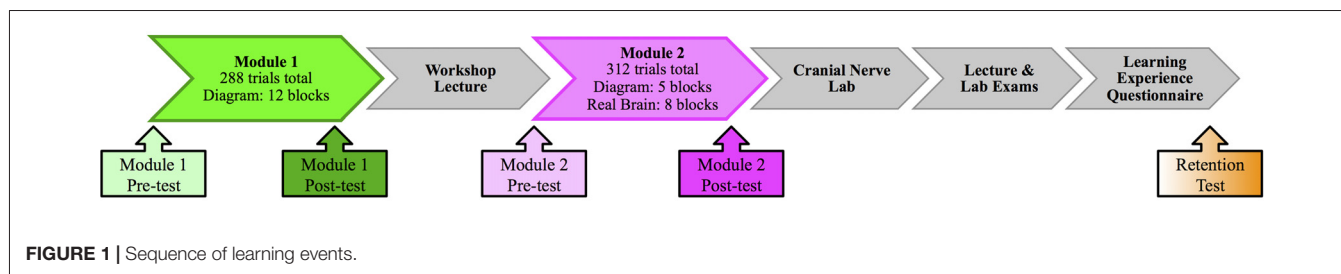 Module 1
288 trials total
Diagram: 12 blocks
Workshop
Lecture
Module 2
312 trials total
Diagram: 5 blocks
Real Brain: 8 blocks
Cranial Nerve
Lab
Lecture &
Lab Exams
Learning
Experience
Questionnaire
Module 1
Pre-test
Module 1
Post-test
Module 2
Pre-test
Module 2
Post-test
Retention
Test
FIGURE 1 | Sequence of learning events.